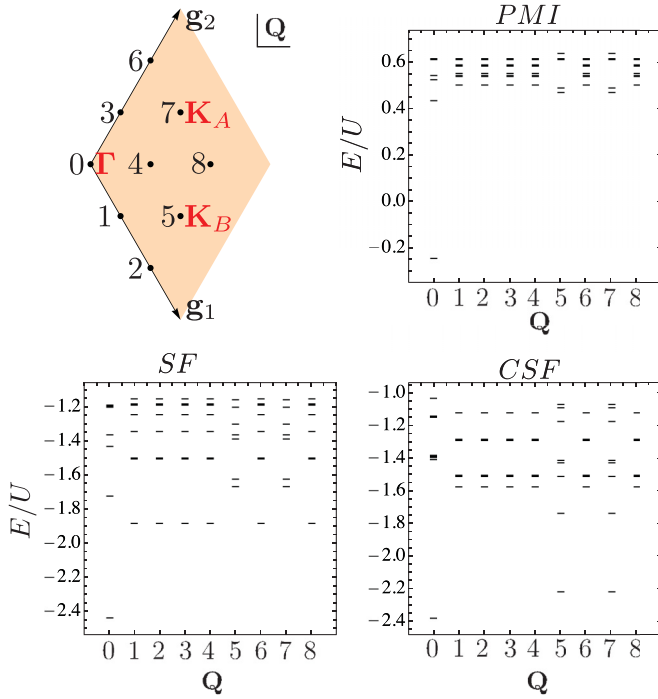 g₂
Q
6
3
7 K_A
0 Γ
4
8
1
5 K_B
2
g₁
PMI
E/U
0.6
0.4
0.2
0.0
−0.2
0 1 2 3 4 5 6 7 8
Q
SF
E/U
−1.2
−1.4
−1.6
−1.8
−2.0
−2.2
−2.4
0 1 2 3 4 5 6 7 8
Q
CSF
−1.0
−1.2
−1.4
−1.6
−1.8
−2.0
−2.2
−2.4
0 1 2 3 4 5 6 7 8
Q